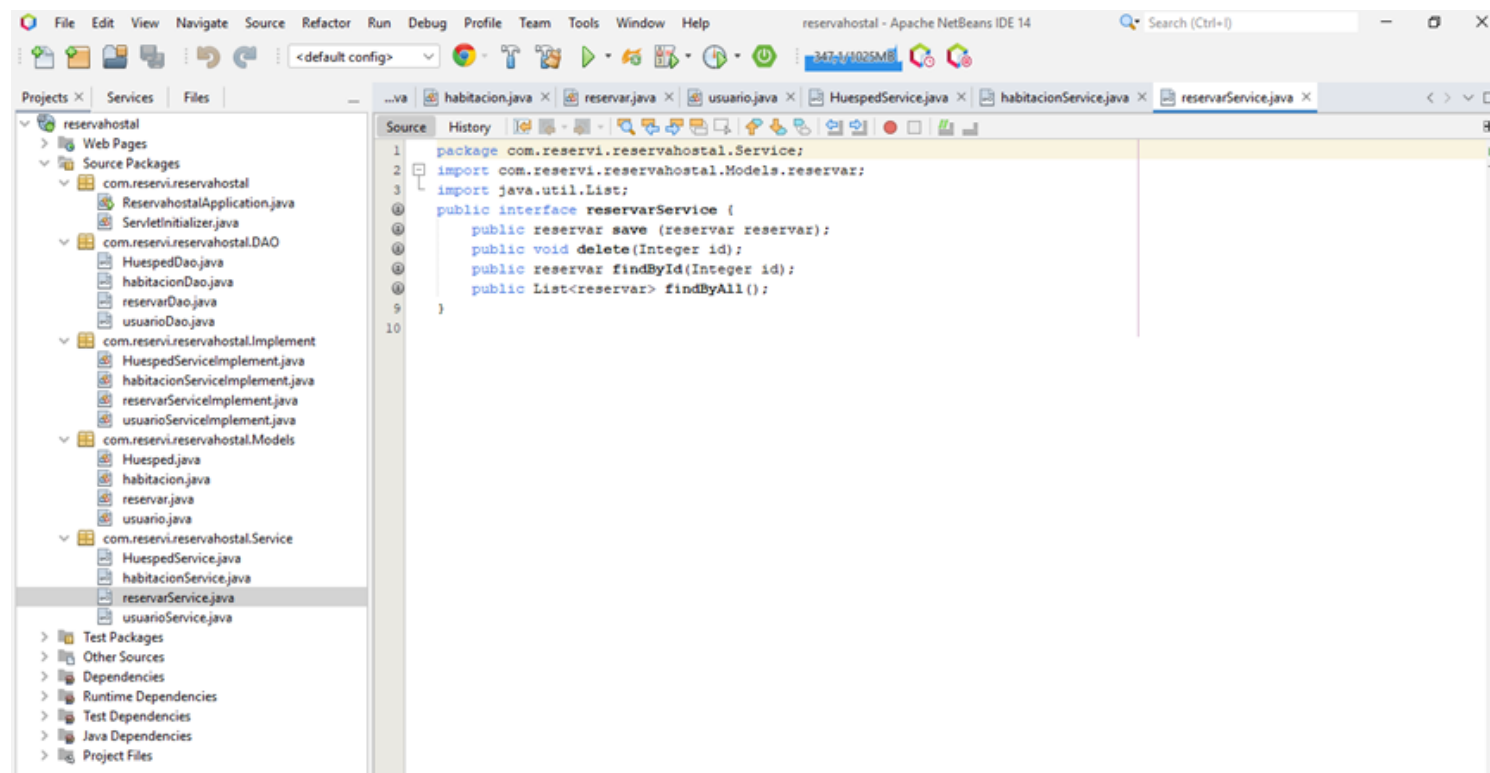 File Edit View Navigate Source Refactor Run Debug Profile Team Tools Window Help reservahostal - Apache NetBeans IDE 14 Search (Ctrl+I)
<default config> 347,1/1025MB
Projects Services Files
...va habitacion.java reservar.java usuario.java HuespedService.java habitacionService.java reservarService.java
Source History
reservahostal
Web Pages
Source Packages
com.reservi.reservahostal
ReservahostalApplication.java
ServletInitializer.java
com.reservi.reservahostal.DAO
HuespedDao.java
habitacionDao.java
reservarDao.java
usuarioDao.java
com.reservi.reservahostal.Implement
HuespedServiceImplement.java
habitacionServiceImplement.java
reservarServiceImplement.java
usuarioServiceImplement.java
com.reservi.reservahostal.Models
Huesped.java
habitacion.java
reservar.java
usuario.java
com.reservi.reservahostal.Service
HuespedService.java
habitacionService.java
reservarService.java
usuarioService.java
Test Packages
Other Sources
Dependencies
Runtime Dependencies
Test Dependencies
Java Dependencies
Project Files
1 package com.reservi.reservahostal.Service;
2 import com.reservi.reservahostal.Models.reservar;
3 import java.util.List;
public interface reservarService {
public reservar save (reservar reservar);
public void delete(Integer id);
public reservar findById(Integer id);
public List<reservar> findByAll();
9 }
10